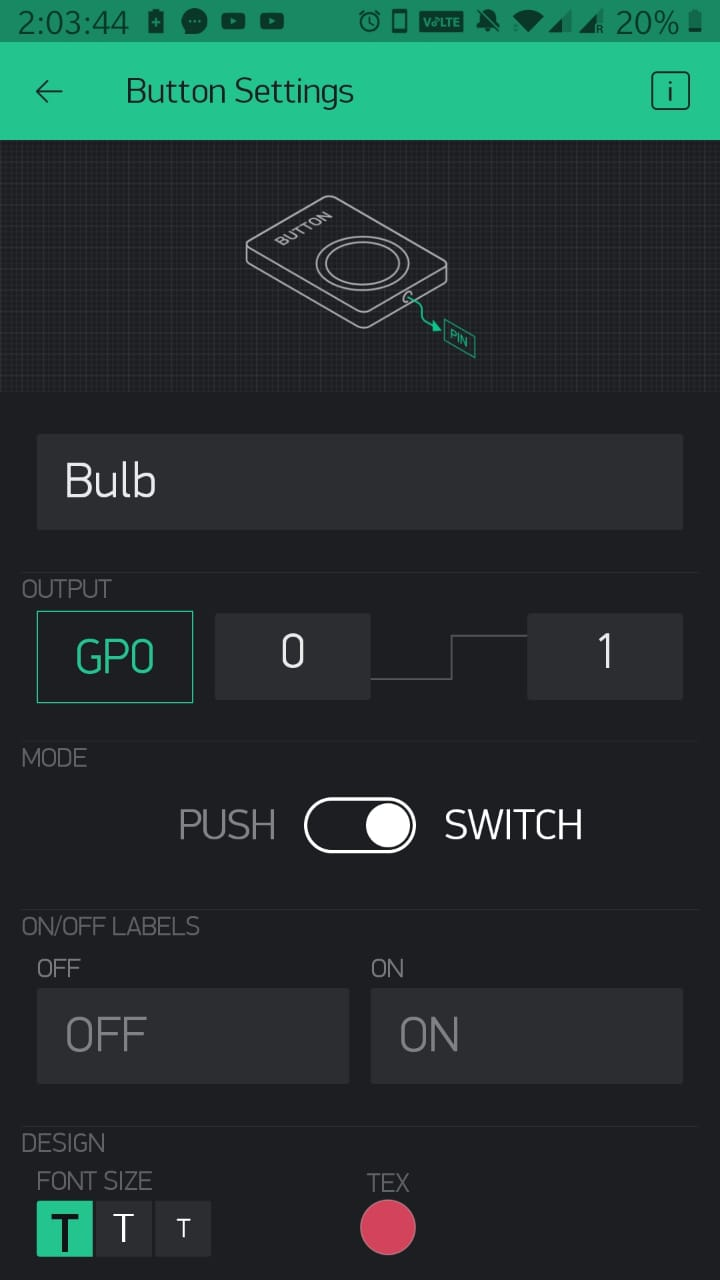 2:03:44 VoLTE R 20%
Button Settings i
BUTTON
PIN
Bulb
OUTPUT
GP0 0 1
MODE
PUSH SWITCH
ON/OFF LABELS
OFF ON
OFF ON
DESIGN
FONT SIZE TEX
T T T